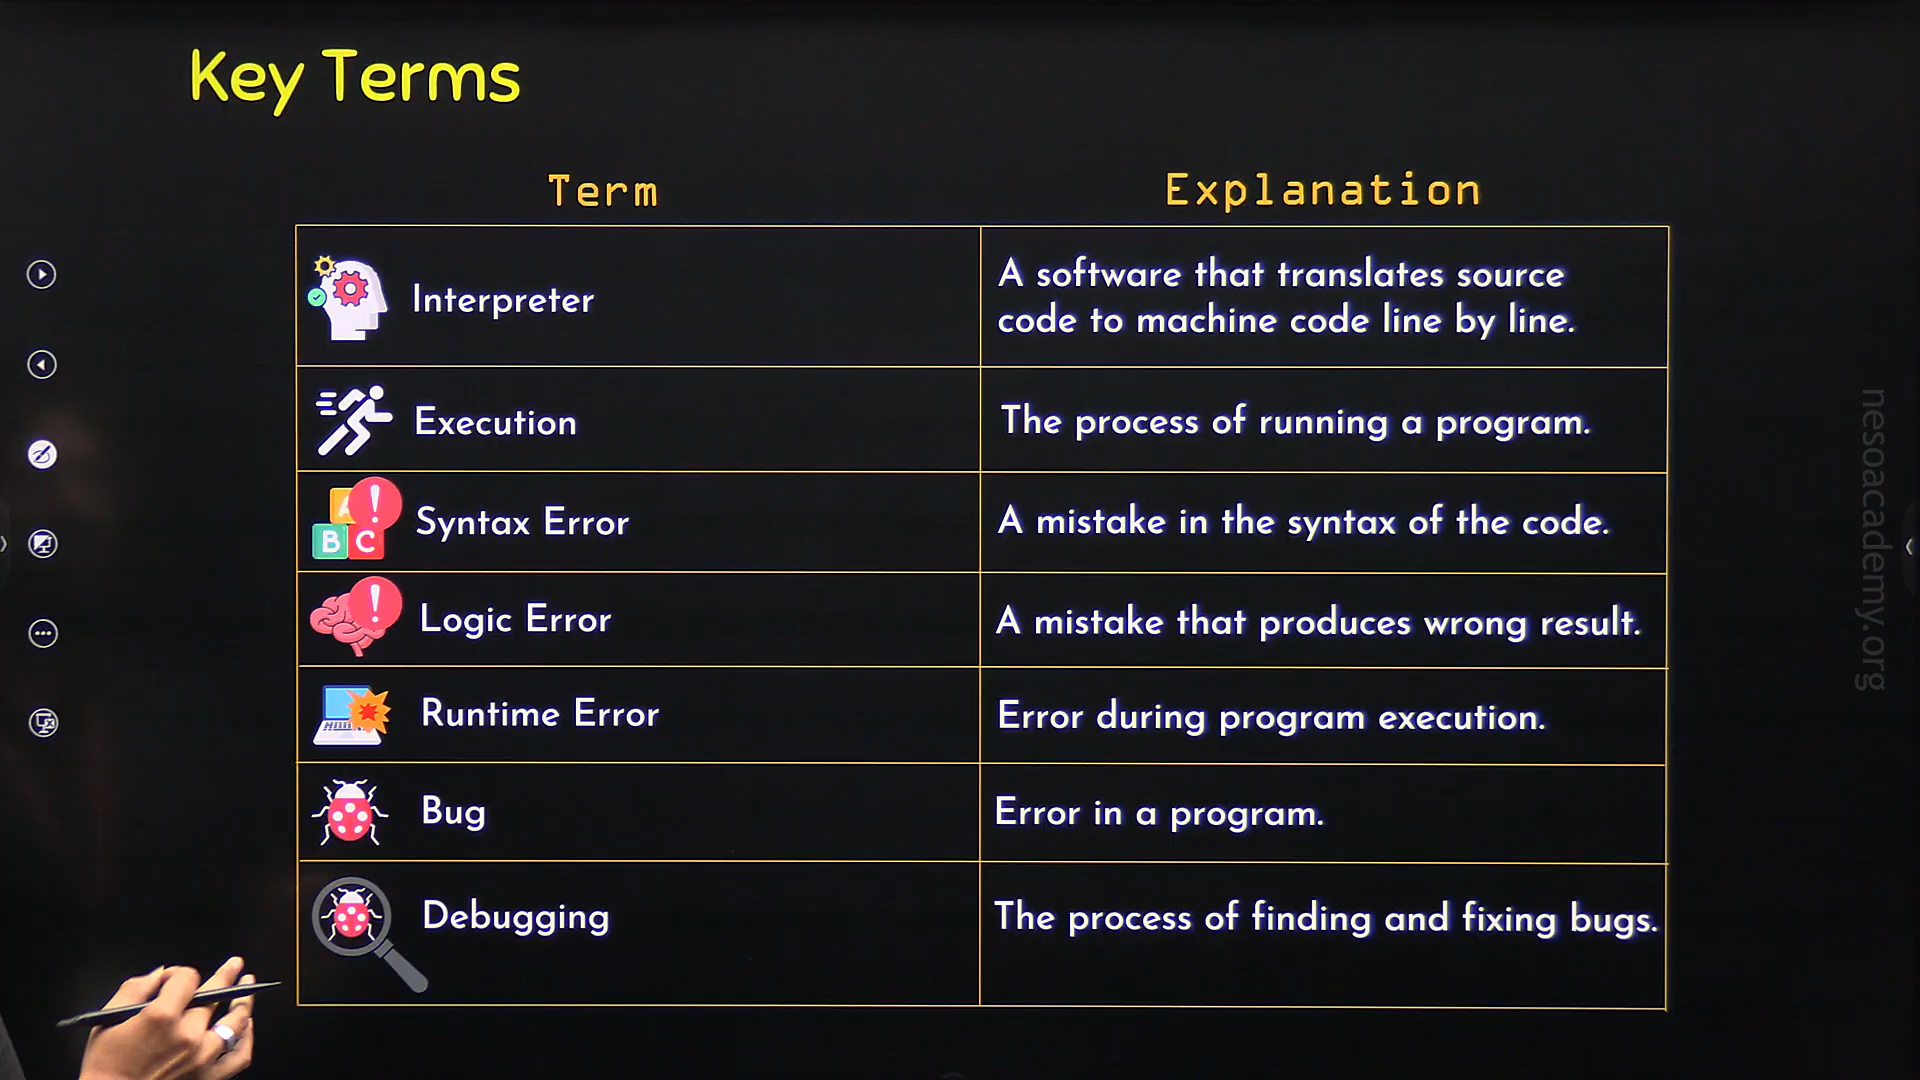 Key Terms
Term
Explanation
Interpreter
A software that translates source
code to machine code line by line.
Execution
The process of running a program.
A
B C
Syntax Error
A mistake in the syntax of the code.
Logic Error
A mistake that produces wrong result.
Runtime Error
Error during program execution.
Bug
Error in a program.
Debugging
The process of finding and fixing bugs.
nesoacademy.org